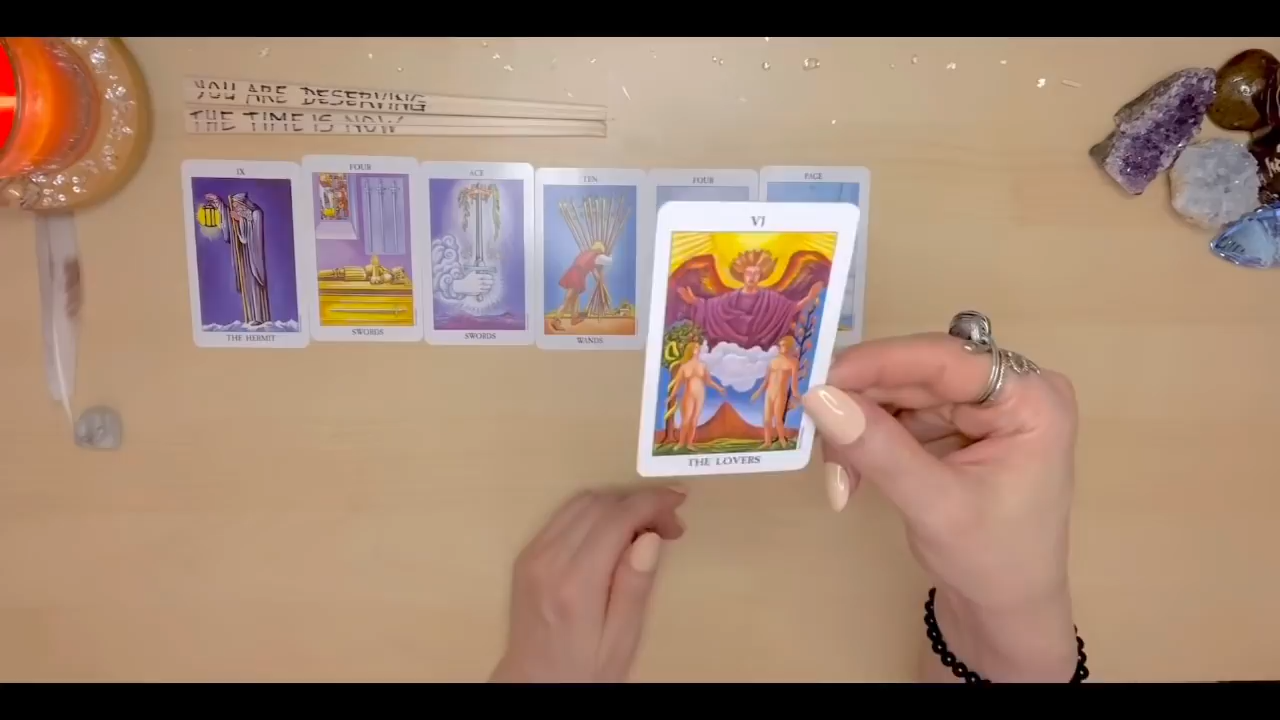 YOU ARE DESERVING
THE TIME IS NOW
IX
THE HERMIT
FOUR
SWORDS
ACE
SWORDS
TEN
WANDS
FOUR
PAGE
VI
THE LOVERS